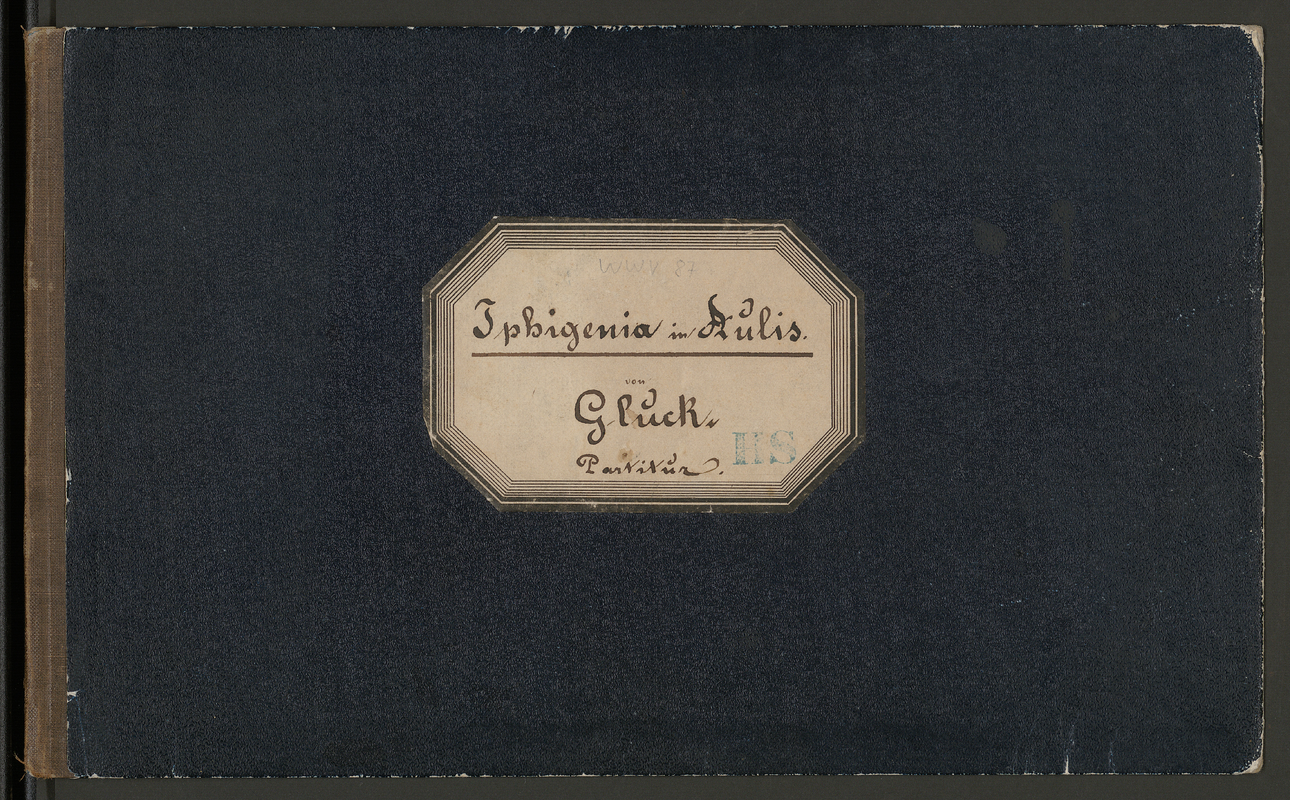 WWV 87
Iphigenia in Aulis.
von
Gluck.
Partitur.
HS